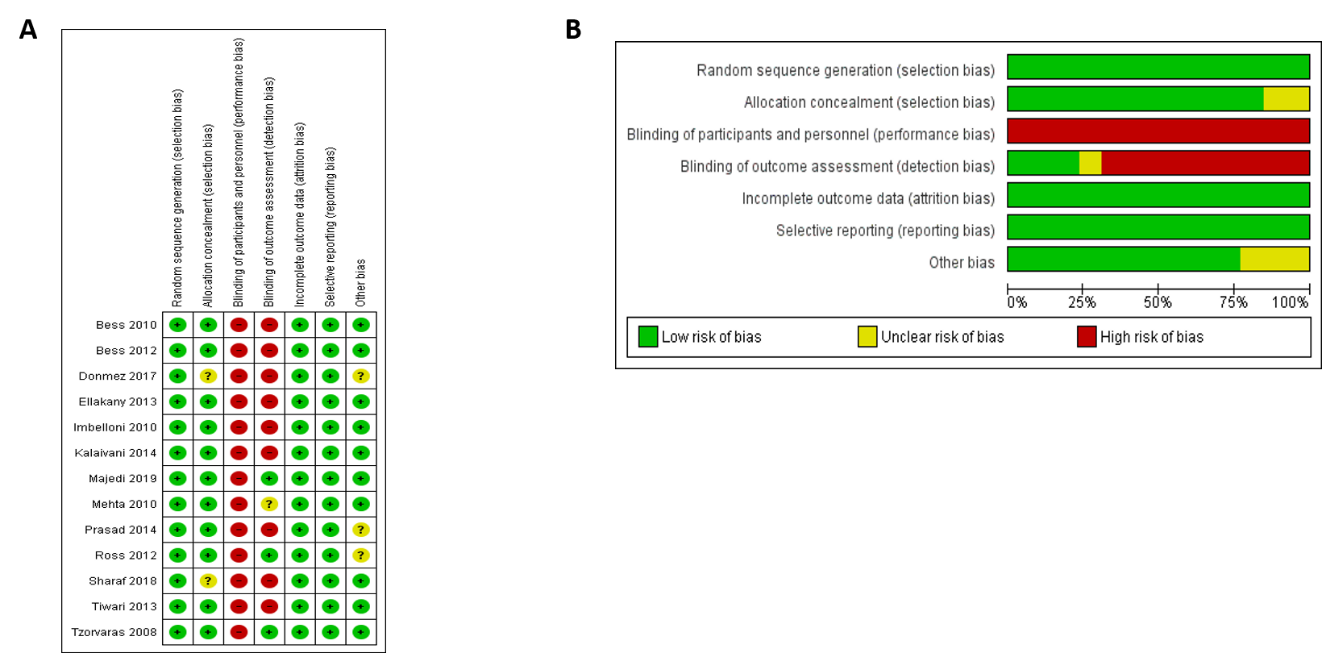 A
Random sequence generation (selection bias)
Allocation concealment (selection bias)
Blinding of participants and personnel (performance bias)
Blinding of outcome assessment (detection bias)
Incomplete outcome data (attrition bias)
Selective reporting (reporting bias)
Other bias
Bess 2010 + + - - + + +
Bess 2012 + + - - + + +
Donmez 2017 + ? - - + + ?
Ellakany 2013 + + - - + + +
Imbelloni 2010 + + - - + + +
Kalaivani 2014 + + - - + + +
Majedi 2019 + + - + + + +
Mehta 2010 + + - ? + + +
Prasad 2014 + + - - + + ?
Ross 2012 + + - + + + ?
Sharaf 2018 + ? - - + + +
Tiwari 2013 + + - - + + +
Tzorvaras 2008 + + - + + + +
B
Random sequence generation (selection bias)
Allocation concealment (selection bias)
Blinding of participants and personnel (performance bias)
Blinding of outcome assessment (detection bias)
Incomplete outcome data (attrition bias)
Selective reporting (reporting bias)
Other bias
0% 25% 50% 75% 100%
Low risk of bias Unclear risk of bias High risk of bias